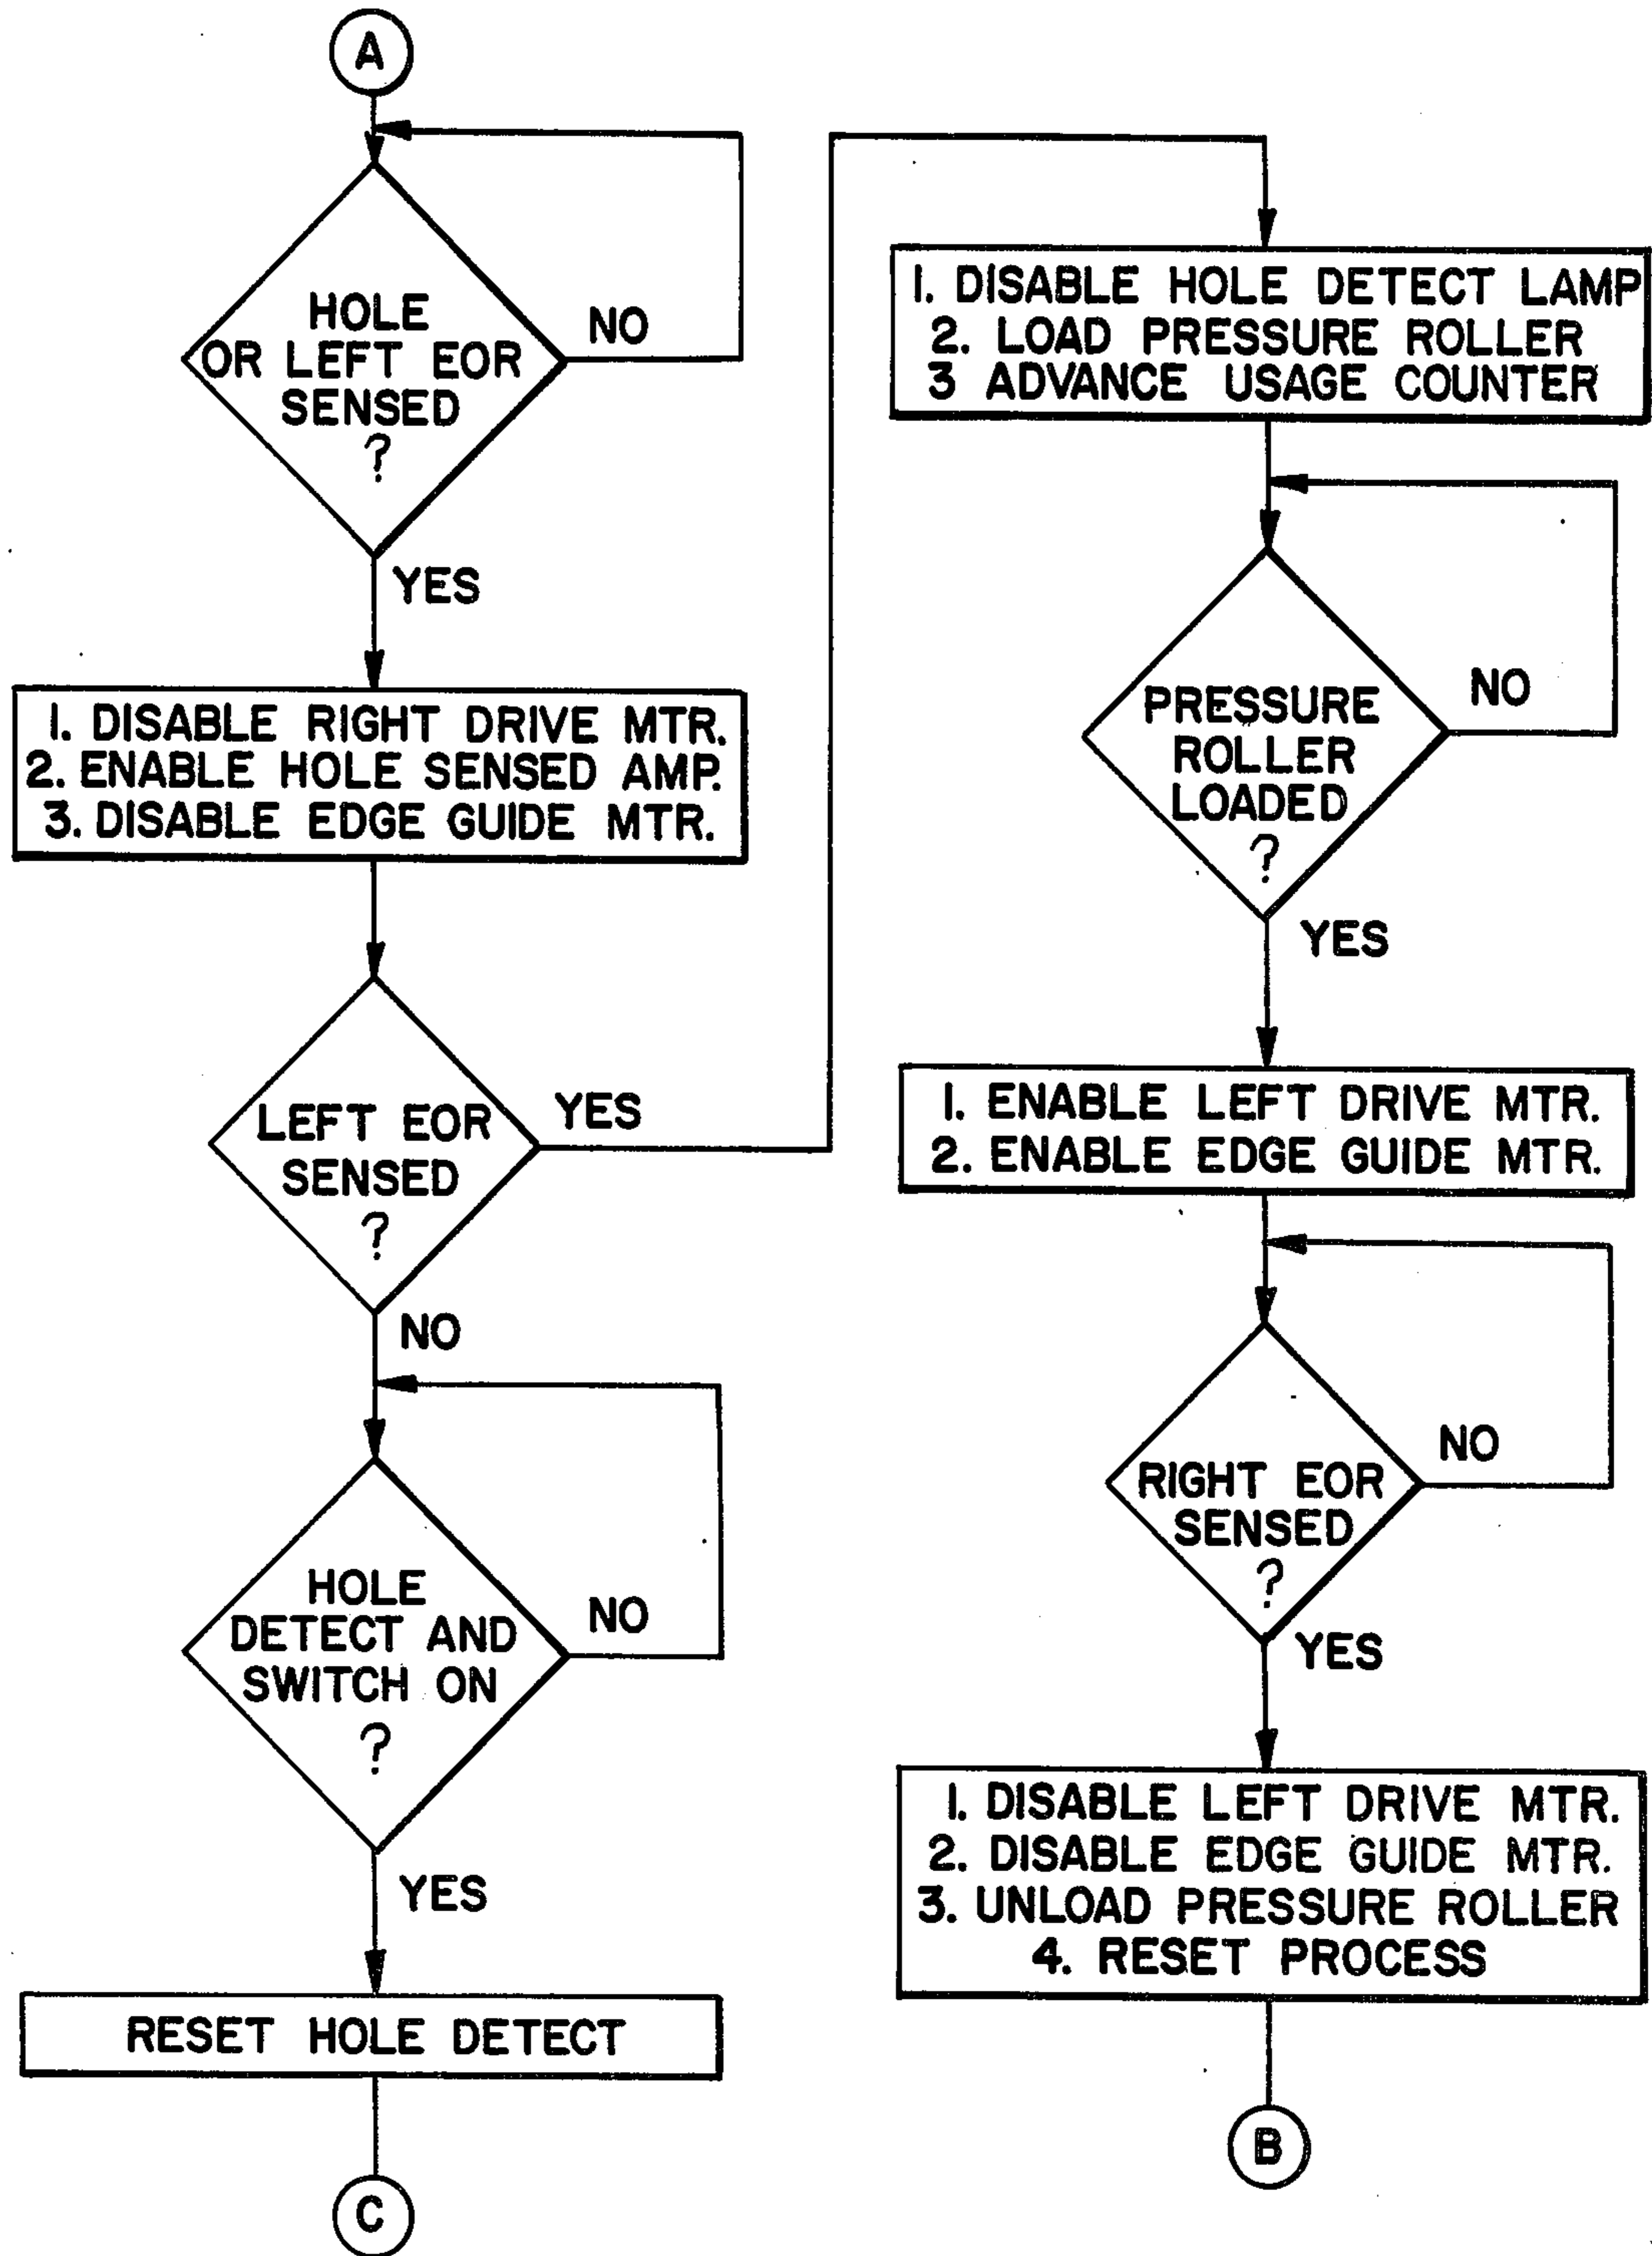 A
HOLE
OR LEFT EOR
SENSED
?
NO
YES
1. DISABLE RIGHT DRIVE MTR.
2. ENABLE HOLE SENSED AMP.
3. DISABLE EDGE GUIDE MTR.
LEFT EOR
SENSED
?
YES
NO
HOLE
DETECT AND
SWITCH ON
?
NO
YES
RESET HOLE DETECT
C
1. DISABLE HOLE DETECT LAMP
2. LOAD PRESSURE ROLLER
3 ADVANCE USAGE COUNTER
PRESSURE
ROLLER
LOADED
?
NO
YES
1. ENABLE LEFT DRIVE MTR.
2. ENABLE EDGE GUIDE MTR.
RIGHT EOR
SENSED
?
NO
YES
1. DISABLE LEFT DRIVE MTR.
2. DISABLE EDGE GUIDE MTR.
3. UNLOAD PRESSURE ROLLER
4. RESET PROCESS
B